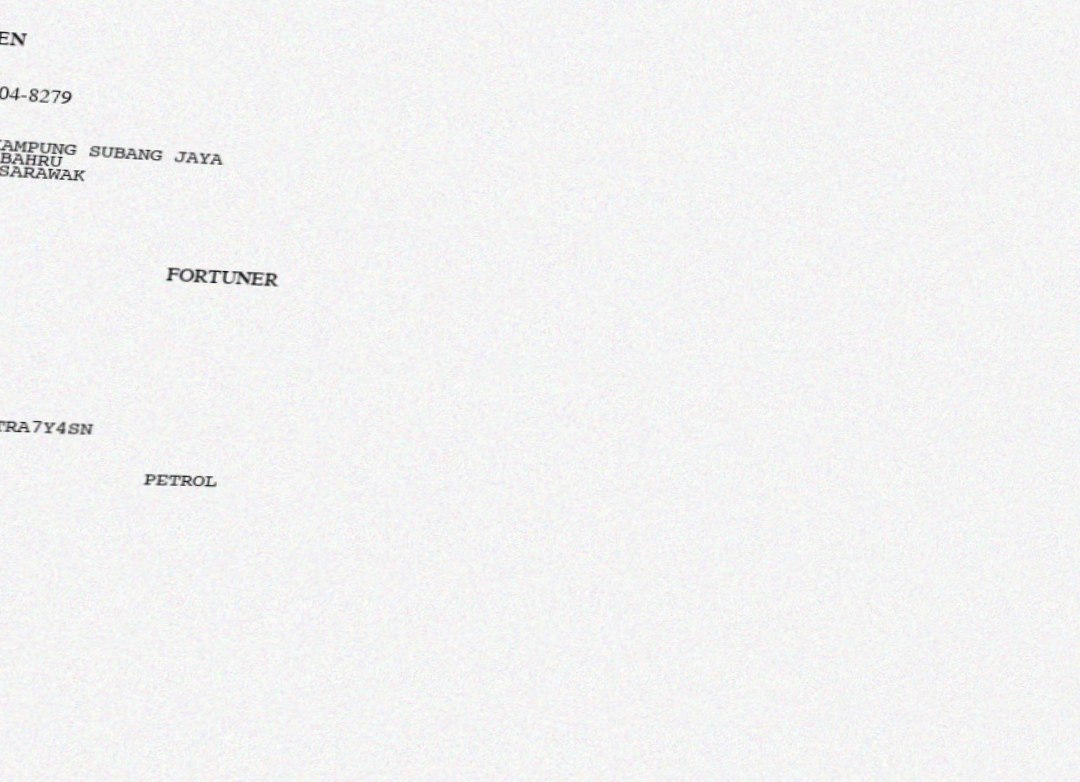 EN
04-8279
KAMPUNG SUBANG JAYA
BAHRU
SARAWAK
FORTUNER
TRA7Y4SN
PETROL